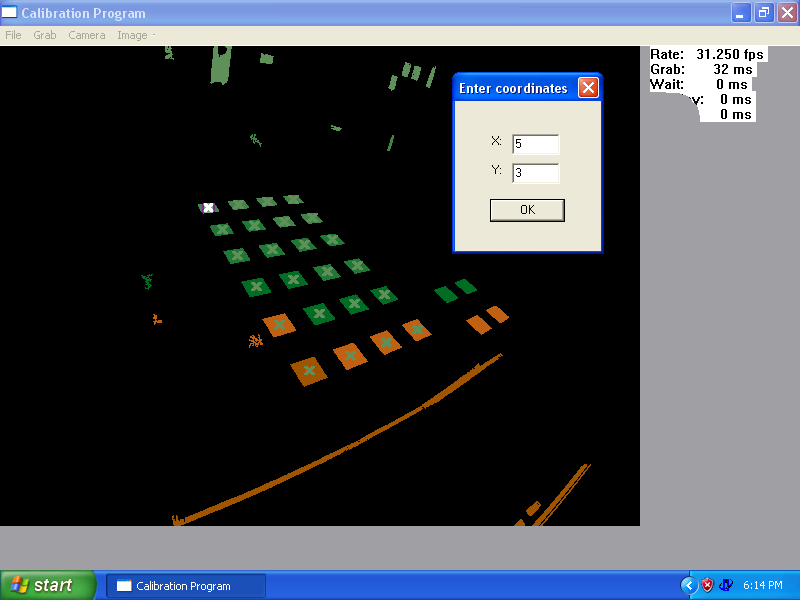 Calibration Program
File Grab Camera Image
Rate: 31.250 fps
Grab: 32 ms
Wait: 0 ms
v: 0 ms
0 ms
Enter coordinates
X: 5
Y: 3
OK
start Calibration Program 6:14 PM